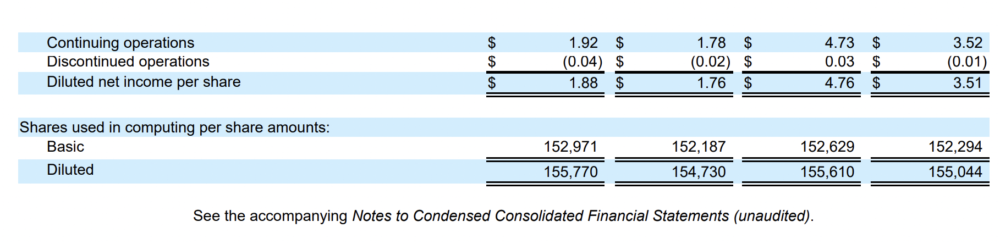 Continuing operations $ 1.92 $ 1.78 $ 4.73 $ 3.52
Discontinued operations $ (0.04) $ (0.02) $ 0.03 $ (0.01)
Diluted net income per share $ 1.88 $ 1.76 $ 4.76 $ 3.51
Shares used in computing per share amounts:
Basic 152,971 152,187 152,629 152,294
Diluted 155,770 154,730 155,610 155,044
See the accompanying Notes to Condensed Consolidated Financial Statements (unaudited).